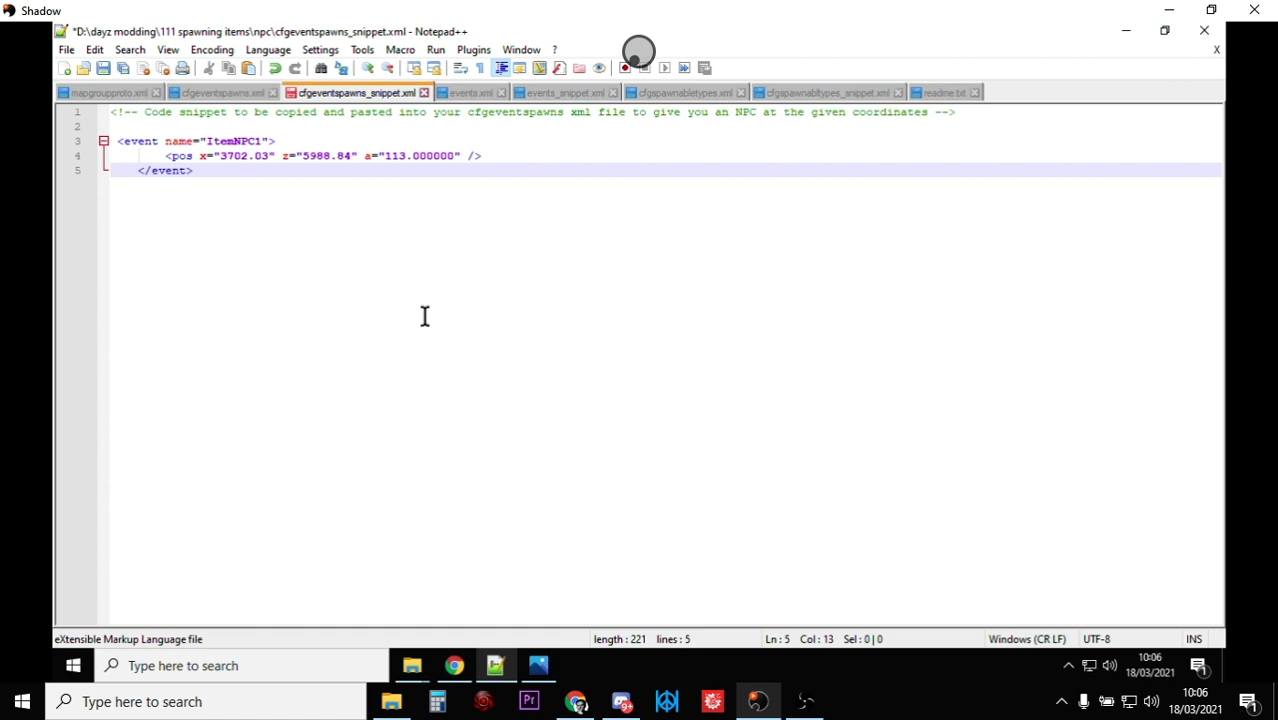 Shadow
*D:\dayz modding\111 spawning items\npc\cfgeventspawns_snippet.xml - Notepad++
File Edit Search View Encoding Language Settings Tools Macro Run Plugins Window ? X
mapgroupproto.xml cfgeventspawns.xml cfgeventspawns_snippet.xml events.xml events_snippet.xml cfgspawnabletypes.xml cfgspawnabltypes_snippet.xml readme.txt
1 <!-- Code snippet to be copied and pasted into your cfgeventspawns xml file to give you an NPC at the given coordinates -->
2
3 <event name="ItemNPC1">
4 <pos x="3702.03" z="5988.84" a="113.000000" />
5 </event>
eXtensible Markup Language file length : 221 lines : 5 Ln : 5 Col : 13 Sel : 0 | 0 Windows (CR LF) UTF-8 INS
Type here to search
10:06
18/03/2021
1
Type here to search
Pr
9+
10:06
18/03/2021
1